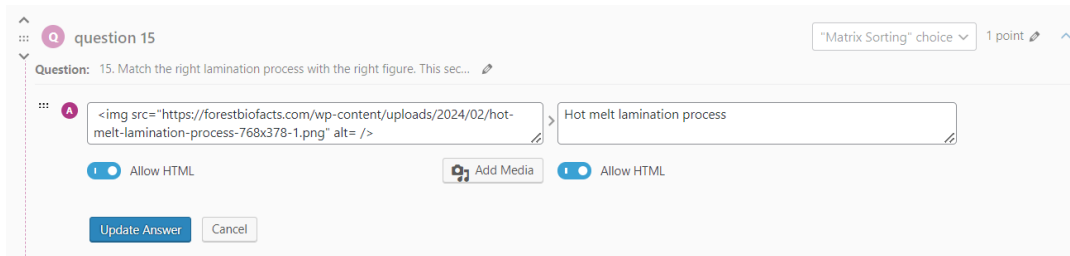 Q question 15
"Matrix Sorting" choice
1 point
Question: 15. Match the right lamination process with the right figure. This sec...
A
<img src="https://forestbiofacts.com/wp-content/uploads/2024/02/hot-
melt-lamination-process-768x378-1.png" alt= />
Hot melt lamination process
Allow HTML
Add Media
Allow HTML
Update Answer
Cancel